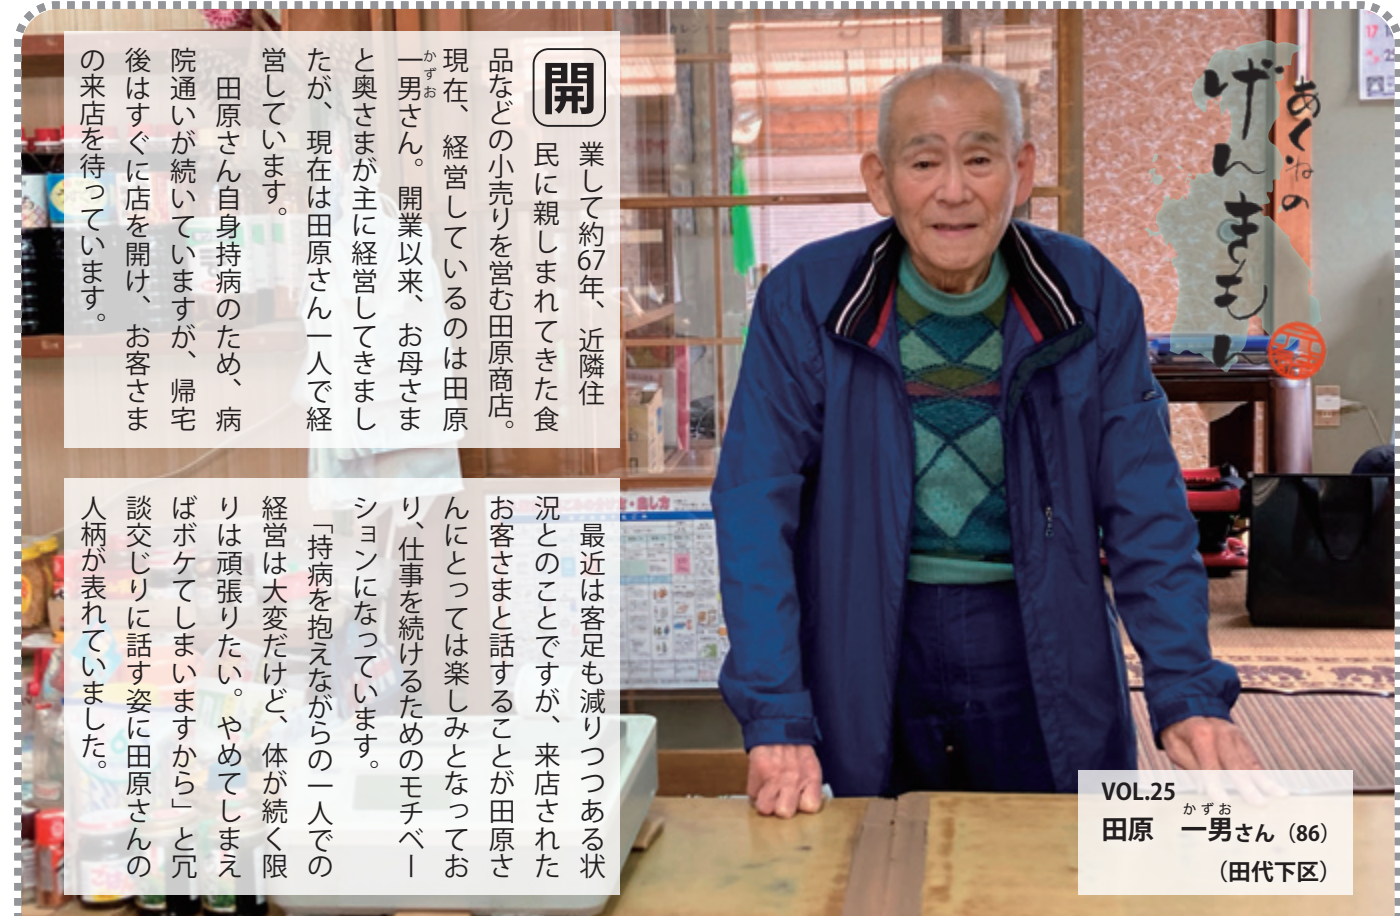 あくねの
げんきもん
開業して約67年、近隣住
民に親しまれてきた食
品などの小売りを営む田原商店。
現在、経営しているのは田原
一男さん。開業以来、お母さま
かずお
と奥さまが主に経営してきまし
たが、現在は田原さん一人で経
営しています。
田原さん自身持病のため、病
院通いが続いていますが、帰宅
後はすぐに店を開け、お客さま
の来店を待っています。
最近は客足も減りつつある状
況とのことですが、来店された
お客さまと話することが田原さ
んにとっては楽しみとなってお
り、仕事を続けるためのモチベー
ションになっています。
「持病を抱えながらの一人での
経営は大変だけど、体が続く限
りは頑張りたい。やめてしまえ
ばボケてしまいますから」と冗
談交じりに話す姿に田原さんの
人柄が表れていました。
VOL.25
かずお
田原　一男さん（86）
（田代下区）